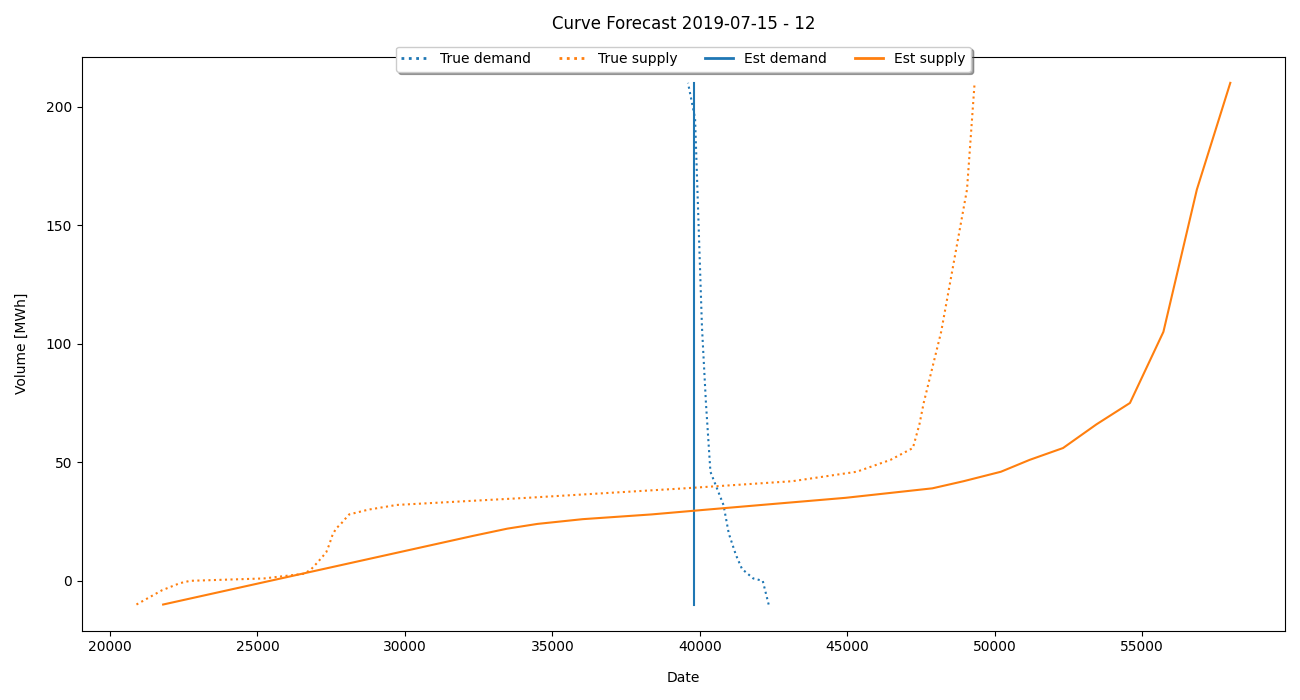 Curve Forecast 2019-07-15 - 12
True demand True supply Est demand Est supply
200
150
100
50
0
Volume [MWh]
20000 25000 30000 35000 40000 45000 50000 55000
Date